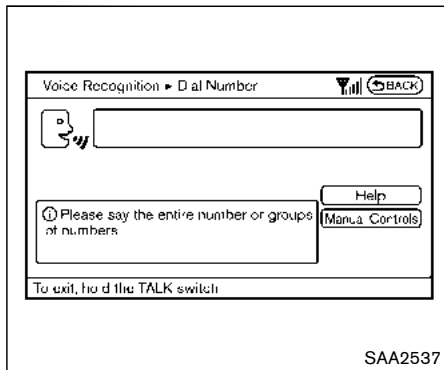 Voice Recognition ▸ Dial Number BACK
Help
ⓘ Please say the entire number or groups of numbers
Manual Controls
To exit, hold the TALK switch
SAA2537